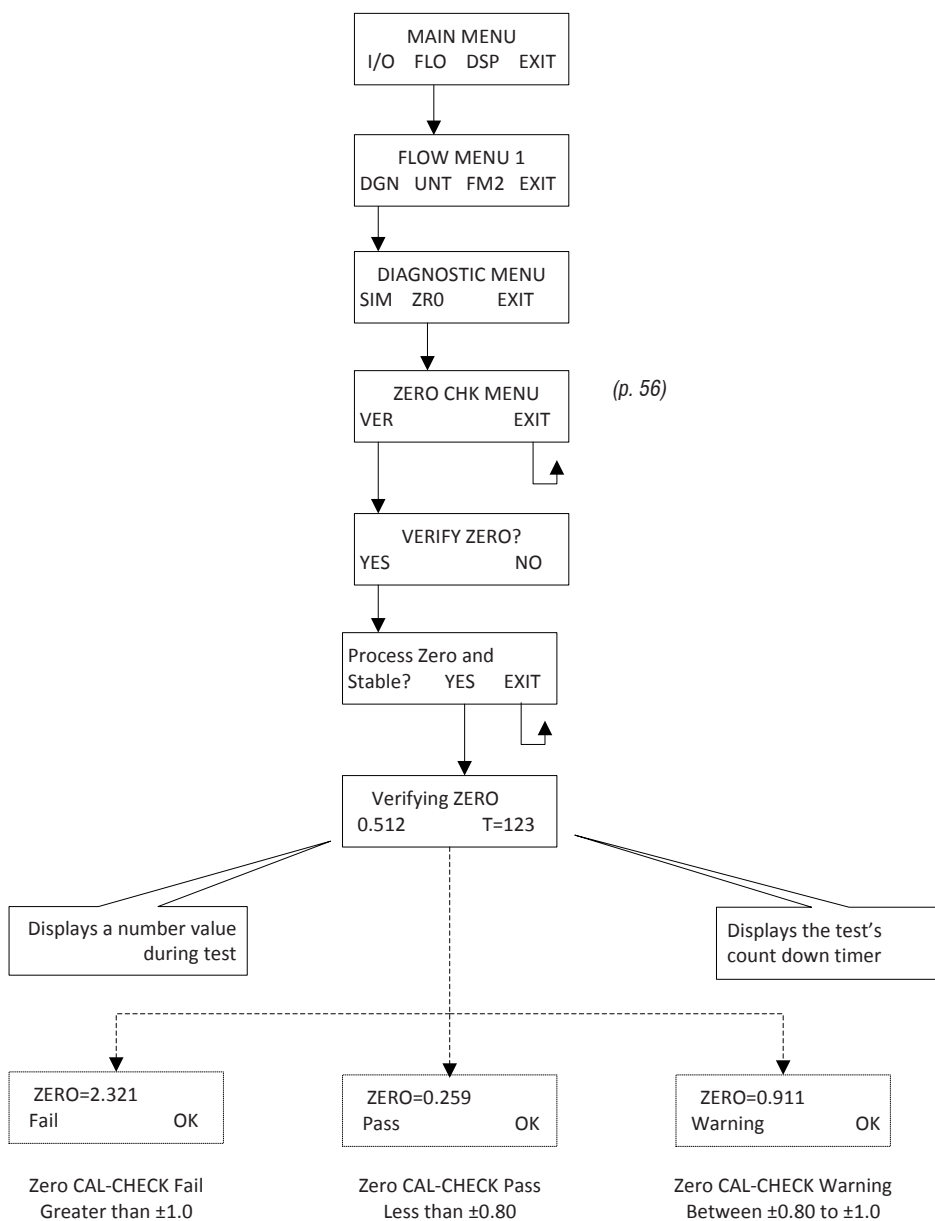 MAIN MENU
I/O FLO DSP EXIT
FLOW MENU 1
DGN UNT FM2 EXIT
DIAGNOSTIC MENU
SIM ZR0 EXIT
ZERO CHK MENU
VER EXIT
(p. 56)
VERIFY ZERO?
YES NO
Process Zero and
Stable? YES EXIT
Verifying ZERO
0.512 T=123
Displays a number value
during test
Displays the test's
count down timer
ZERO=2.321
Fail OK
Zero CAL-CHECK Fail
Greater than ±1.0
ZERO=0.259
Pass OK
Zero CAL-CHECK Pass
Less than ±0.80
ZERO=0.911
Warning OK
Zero CAL-CHECK Warning
Between ±0.80 to ±1.0